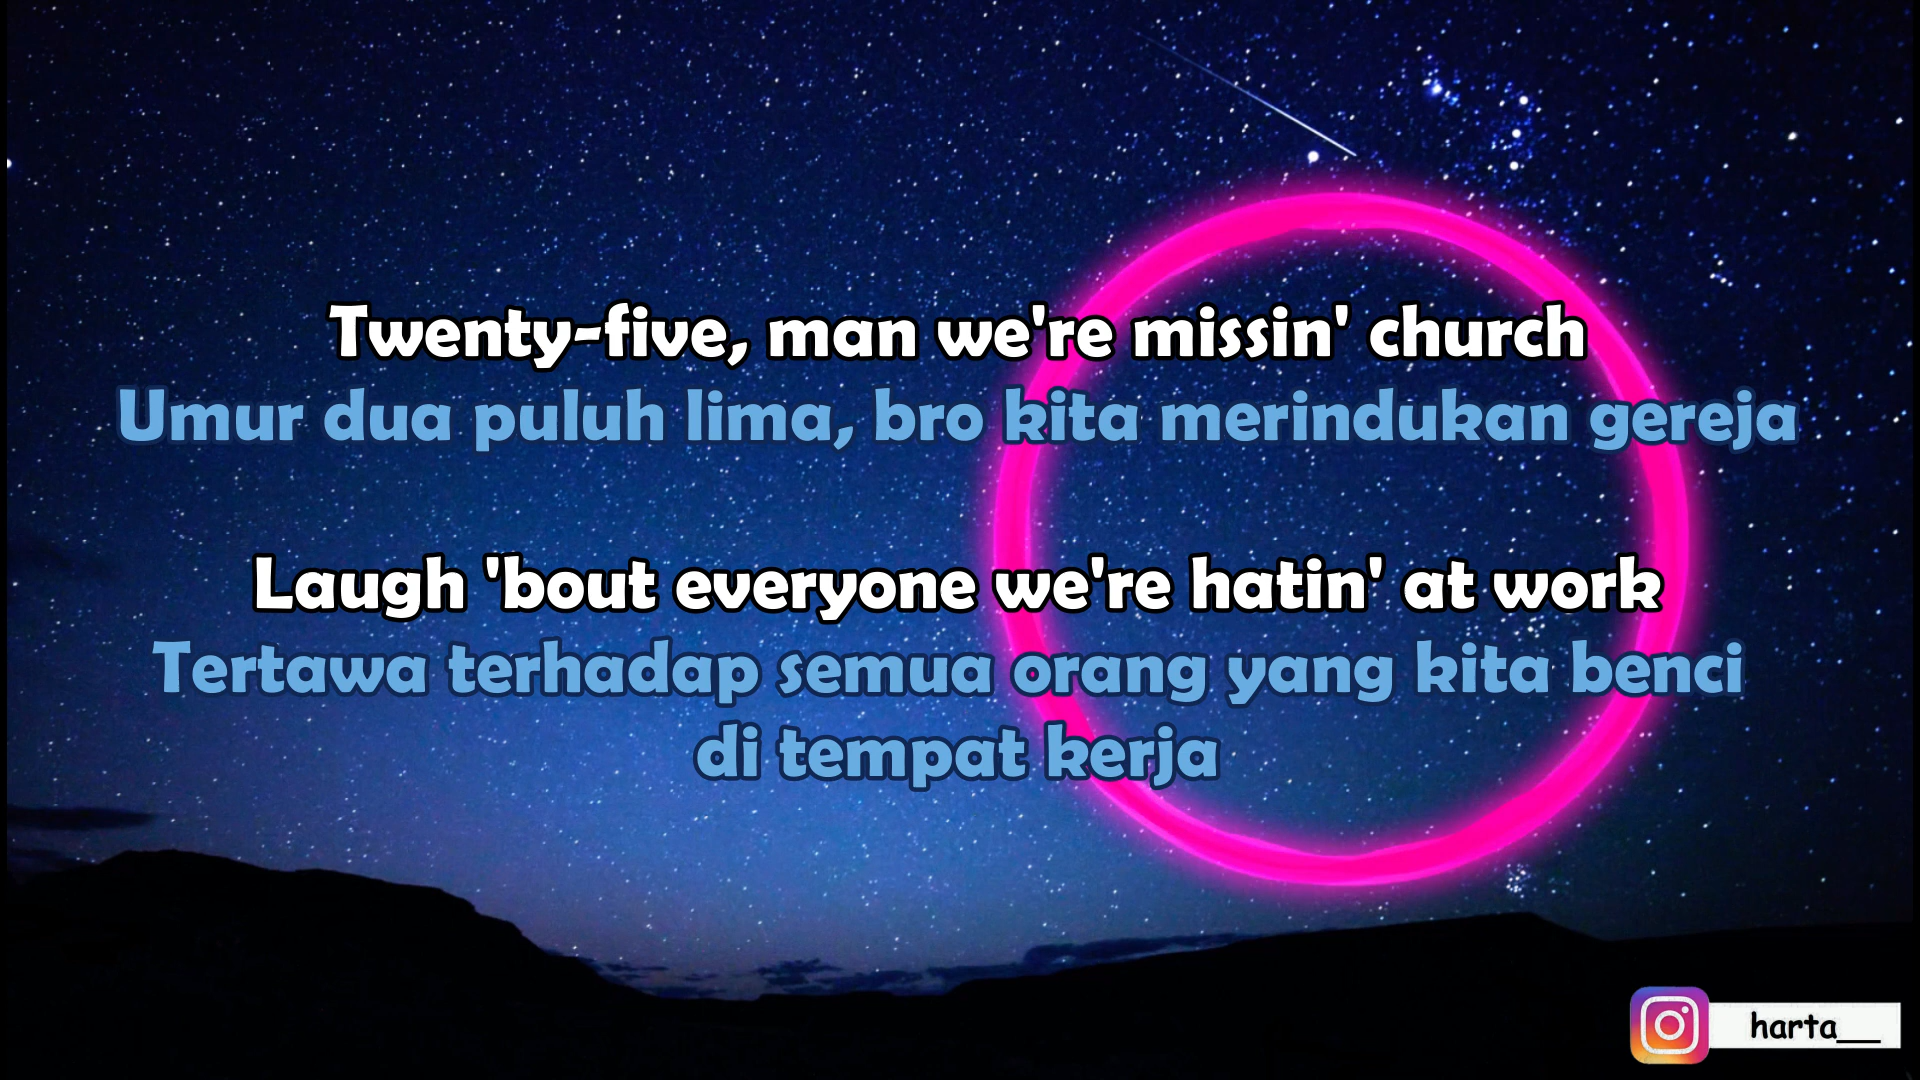 Twenty-five, man we're missin' church
Umur dua puluh lima, bro kita merindukan gereja
Laugh 'bout everyone we're hatin' at work
Tertawa terhadap semua orang yang kita benci
di tempat kerja
harta__